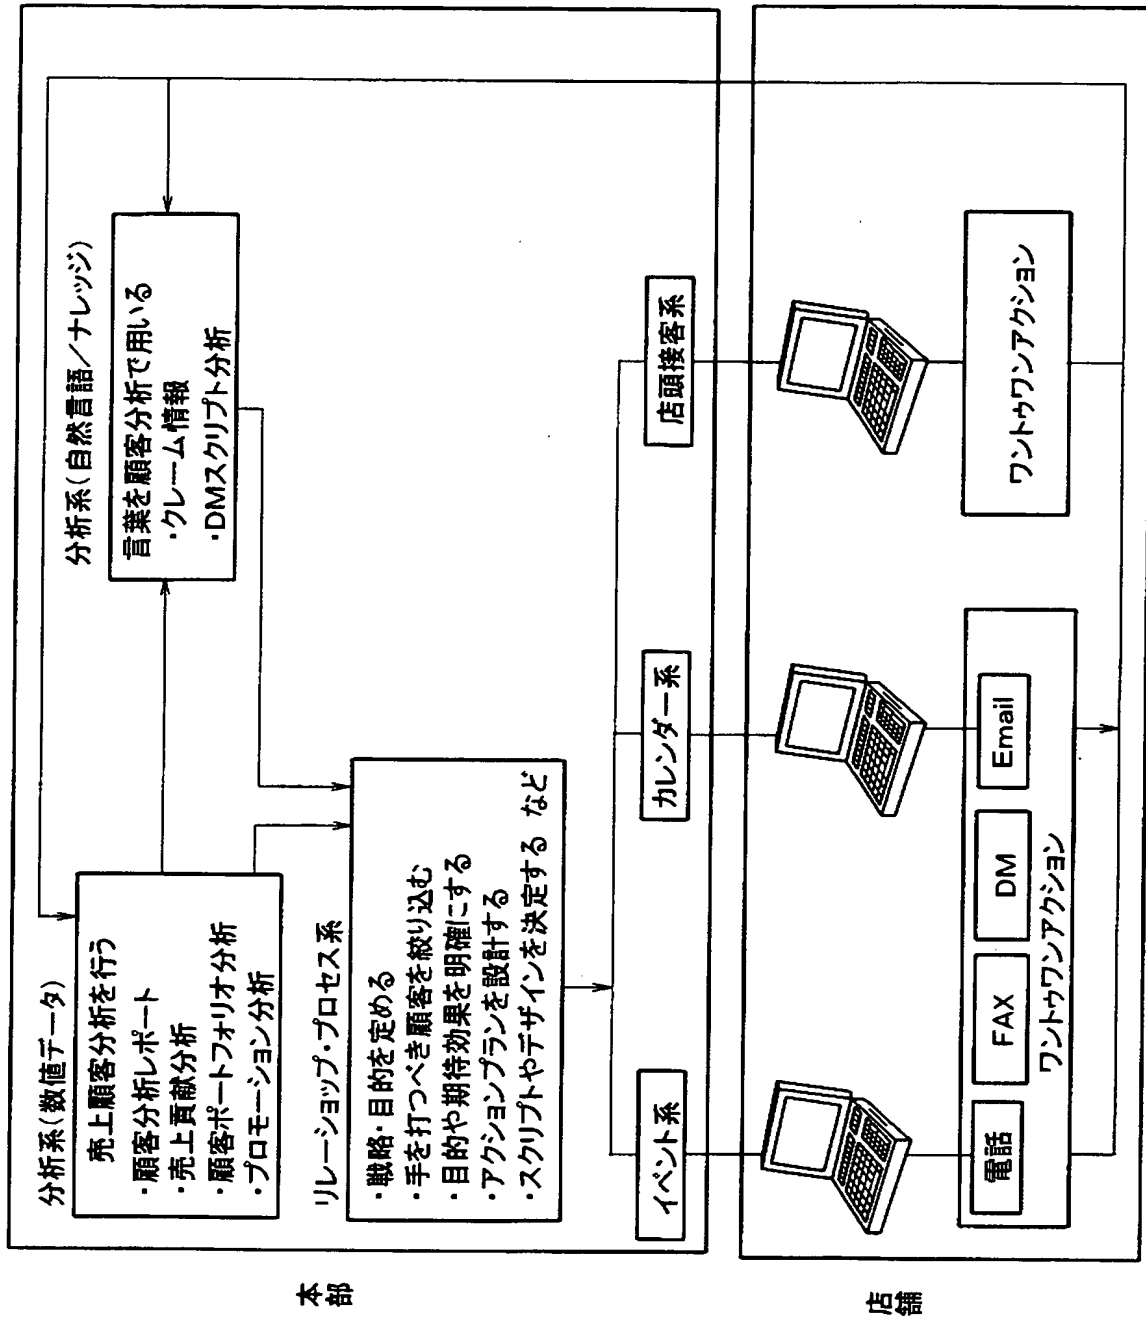 本部
分析系(数値データ)
売上顧客分析を行う
・顧客分析レポート
・売上貢献分析
・顧客ポートフォリオ分析
・プロモーション分析
分析系(自然言語/ナレッジ)
言葉を顧客分析で用いる
・クレーム情報
・DMスクリプト分析
リレーショップ・プロセス系
・戦略・目的を定める
・手を打つべき顧客を絞り込む
・目的や期待効果を明確にする
・アクションプランを設計する
・スクリプトやデザインを決定する など
イベント系
カレンダー系
店頭接客系
店舗
電話
FAX
DM
Email
ワントゥワンアクション
ワントゥワンアクション